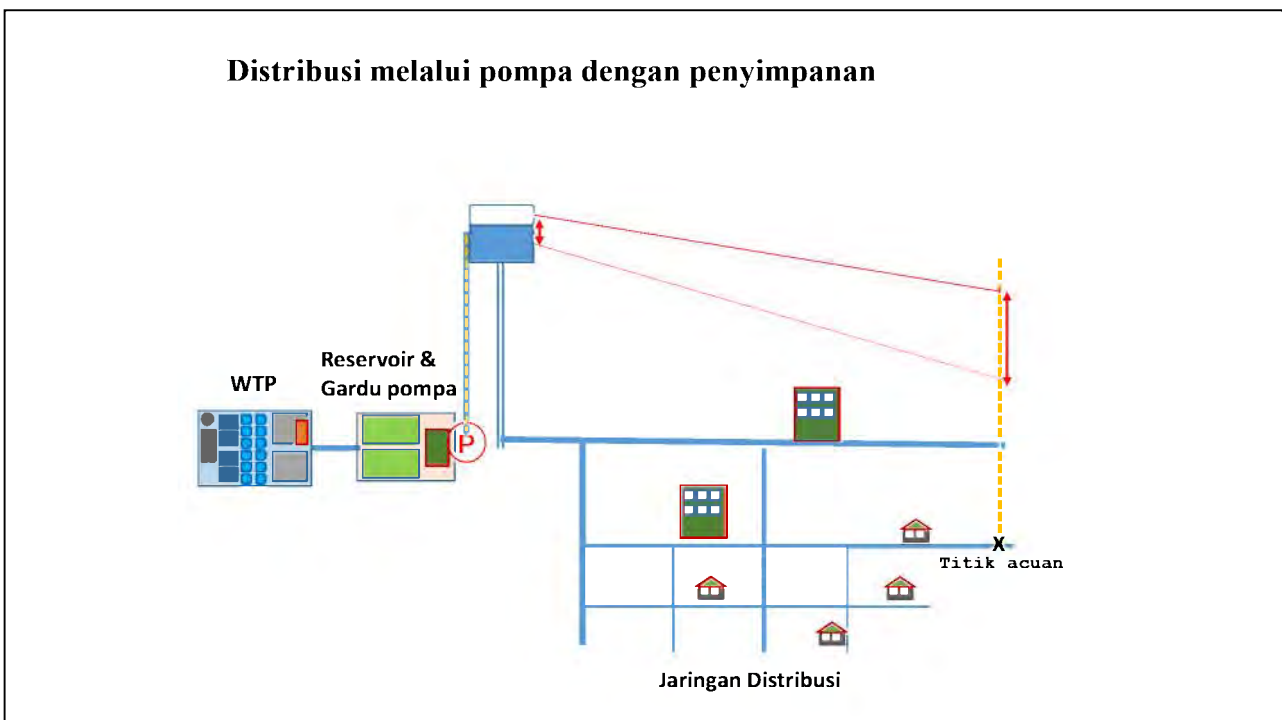 Distribusi melalui pompa dengan penyimpanan
Reservoir &
Gardu pompa
WTP
P
X
Titik acuan
Jaringan Distribusi